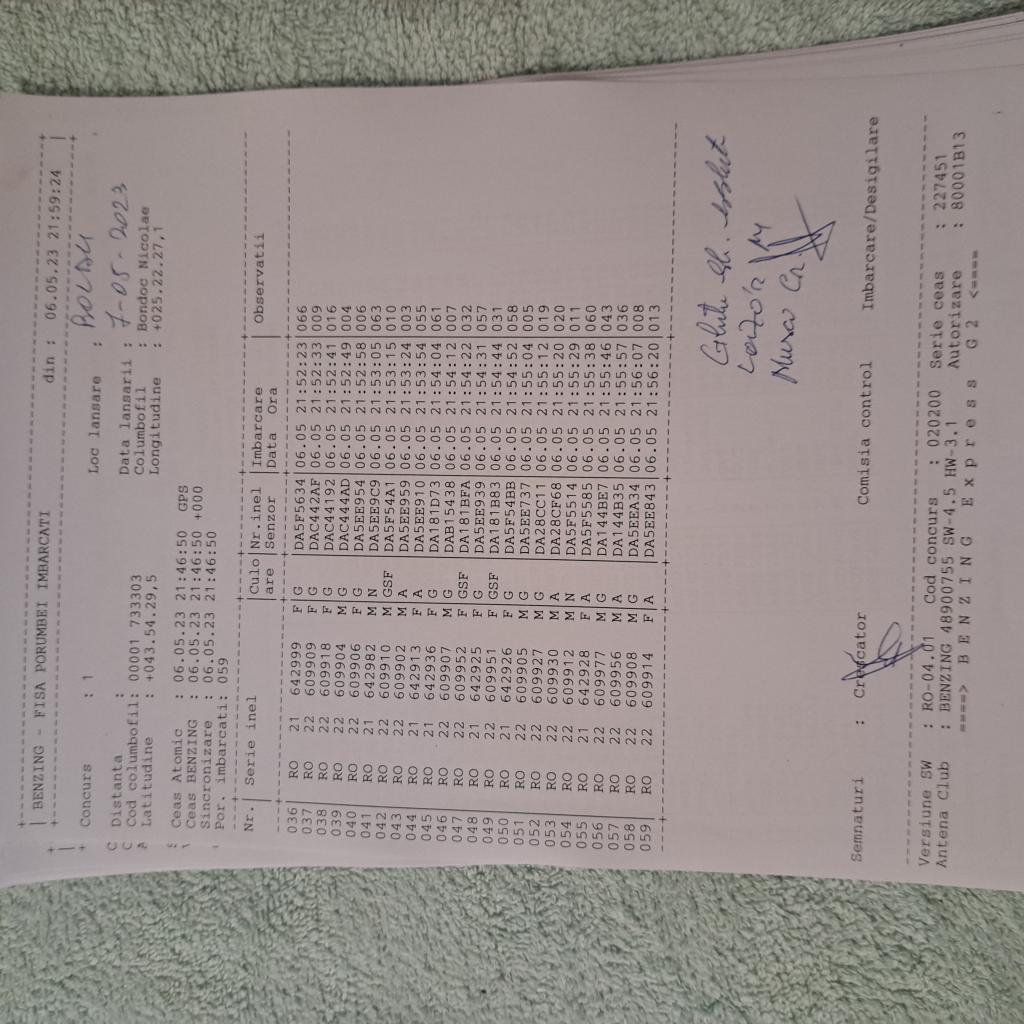 BENZING - FISA PORUMBEI IMBARCATI din : 06.05.23 21:59:24
Concurs : 1 Loc lansare : BOLDU
Distanta : Data lansarii : 7-05-2023
Cod columbofil: 00001 733303 Columbofil : Bondoc Nicolae
Latitudine : +043.54.29,5 Longitudine : +025.22.27,1
Ceas Atomic : 06.05.23 21:46:50 GPS
Ceas BENZING : 06.05.23 21:46:50 +000
Sincronizare : 06.05.23 21:46:50
Por. imbarcati: 059
Nr.| Serie inel |Culo|Nr.inel |Imbarcare Observatii
are |Senzor |Data Ora
036 RO 21 642999 F G DA5F5634 06.05 21:52:23 066
037 RO 22 609909 F G DAC442AF 06.05 21:52:33 009
038 RO 22 609918 F G DAC44192 06.05 21:52:41 016
039 RO 22 609904 M G DAC444AD 06.05 21:52:49 004
040 RO 22 609906 F G DA5EE954 06.05 21:52:58 006
041 RO 21 642982 M N DA5EE9C9 06.05 21:53:05 063
042 RO 22 609910 M GSF DA5F54A1 06.05 21:53:15 010
043 RO 22 609902 M A DA5EE959 06.05 21:53:24 003
044 RO 21 642913 F A DA5EE910 06.05 21:53:54 055
045 RO 21 642936 F G DA181D73 06.05 21:54:04 061
046 RO 22 609907 M G DAB15438 06.05 21:54:12 007
047 RO 22 609952 F GSF DA181BFA 06.05 21:54:22 032
048 RO 21 642925 F G DA5EE939 06.05 21:54:31 057
049 RO 22 609951 F GSF DA181B83 06.05 21:54:44 031
050 RO 21 642926 F G DA5F54BB 06.05 21:54:52 058
051 RO 22 609905 M G DA5EE737 06.05 21:55:04 005
052 RO 22 609927 M G DA28CC11 06.05 21:55:12 019
053 RO 22 609930 M A DA28CF68 06.05 21:55:20 020
054 RO 22 609912 M N DA5F5514 06.05 21:55:29 011
055 RO 21 642928 F A DA5F5585 06.05 21:55:38 060
056 RO 22 609977 M G DA144BE7 06.05 21:55:46 043
057 RO 22 609956 M A DA144B35 06.05 21:55:57 036
058 RO 22 609908 M G DA5EEA34 06.05 21:56:07 008
059 RO 22 609914 F A DA5EE843 06.05 21:56:20 013
Semnaturi : Crescator Comisia control Imbarcare/Desigilare
Versiune SW : RO-04.01 Cod concurs : 020200 Serie ceas : 227451
Antena Club : BENZING 48900755 SW-4.5 HW-3.1 Autorizare : 80001B13
====> B E N Z I N G E x p r e s s G 2 <====